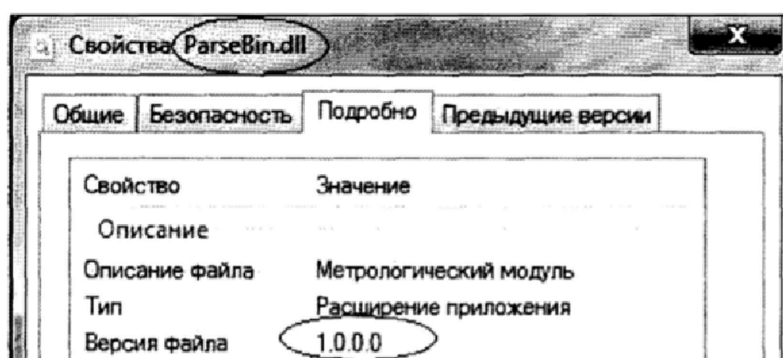 Свойства ParseBin.dll X
Общие Безопасность Подробно Предыдущие версии
Свойство Значение
Описание
Описание файла Метрологический модуль
Тип Расширение приложения
Версия файла 1.0.0.0